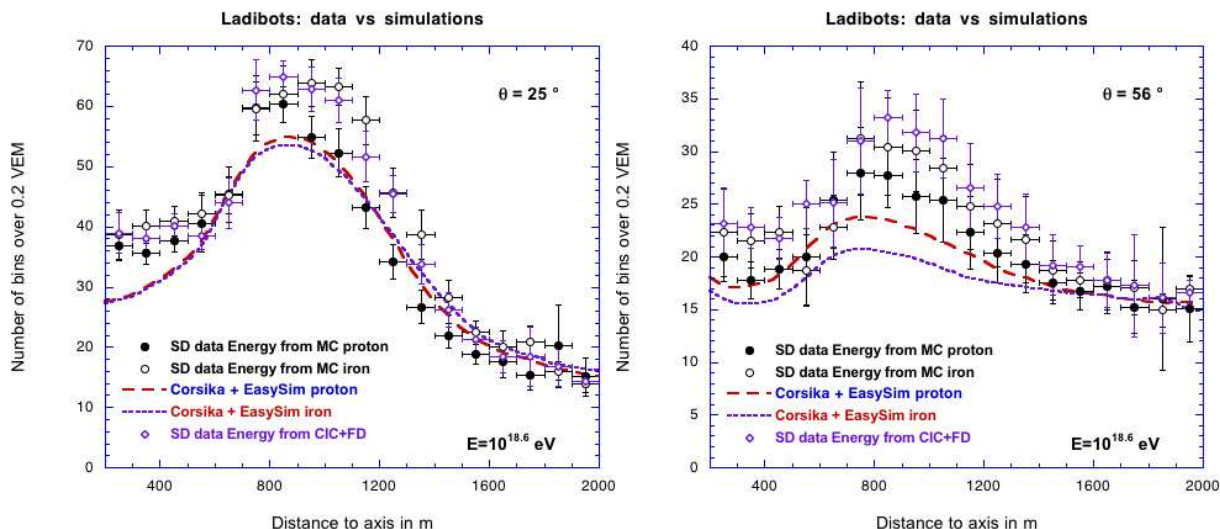 Ladibots: data vs simulations
70
60
50
40
30
20
10
0
Number of bins over 0.2 VEM
θ = 25 °
SD data Energy from MC proton
SD data Energy from MC iron
Corsika + EasySim proton
Corsika + EasySim iron
SD data Energy from CIC+FD
E=10^18.6 eV
400
800
1200
1600
2000
Distance to axis in m
Ladibots: data vs simulations
40
35
30
25
20
15
10
5
0
Number of bins over 0.2 VEM
θ = 56 °
SD data Energy from MC proton
SD data Energy from MC iron
Corsika + EasySim proton
Corsika + EasySim iron
SD data Energy from CIC+FD
E=10^18.6 eV
400
800
1200
1600
2000
Distance to axis in m